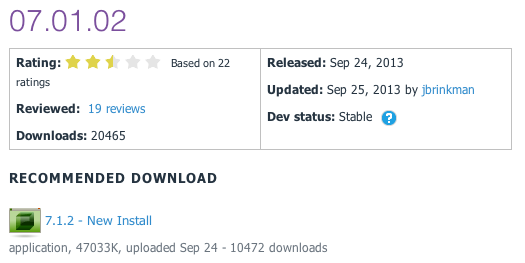 07.01.02
Rating: Based on 22
ratings
Reviewed: 19 reviews
Downloads: 20465
Released: Sep 24, 2013
Updated: Sep 25, 2013 by jbrinkman
Dev status: Stable ?
RECOMMENDED DOWNLOAD
7.1.2 - New Install
application, 47033K, uploaded Sep 24 - 10472 downloads